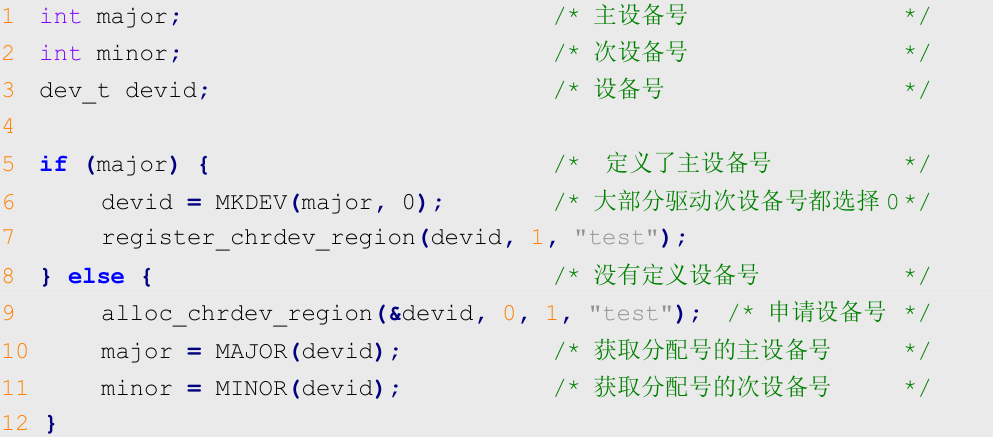 1 int major; /* 主设备号 */
2 int minor; /* 次设备号 */
3 dev_t devid; /* 设备号 */
4
5 if (major) { /* 定义了主设备号 */
6 devid = MKDEV(major, 0); /* 大部分驱动次设备号都选择0*/
7 register_chrdev_region(devid, 1, "test");
8 } else { /* 没有定义设备号 */
9 alloc_chrdev_region(&devid, 0, 1, "test"); /* 申请设备号 */
10 major = MAJOR(devid); /* 获取分配号的主设备号 */
11 minor = MINOR(devid); /* 获取分配号的次设备号 */
12 }